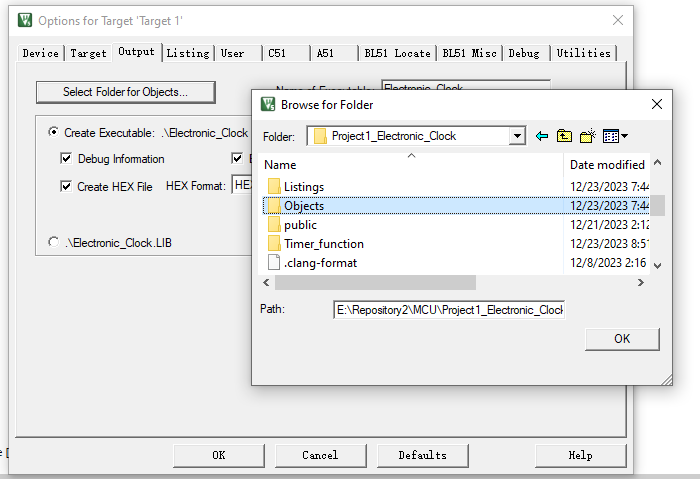 Options for Target 'Target 1'
Device Target Output Listing User C51 A51 BL51 Locate BL51 Misc Debug Utilities
Select Folder for Objects...
Name of Executable: Electronic_Clock
Create Executable: .\Electronic_Clock
Debug Information
Create HEX File HEX Format: HE
.\Electronic_Clock.LIB
OK Cancel Defaults Help
Browse for Folder
Folder: Project1_Electronic_Clock
Name Date modified
Listings 12/23/2023 7:44
Objects 12/23/2023 7:44
public 12/21/2023 2:12
Timer_function 12/23/2023 8:51
.clang-format 12/8/2023 2:16
Path: E:\Repository2\MCU\Project1_Electronic_Clock
OK